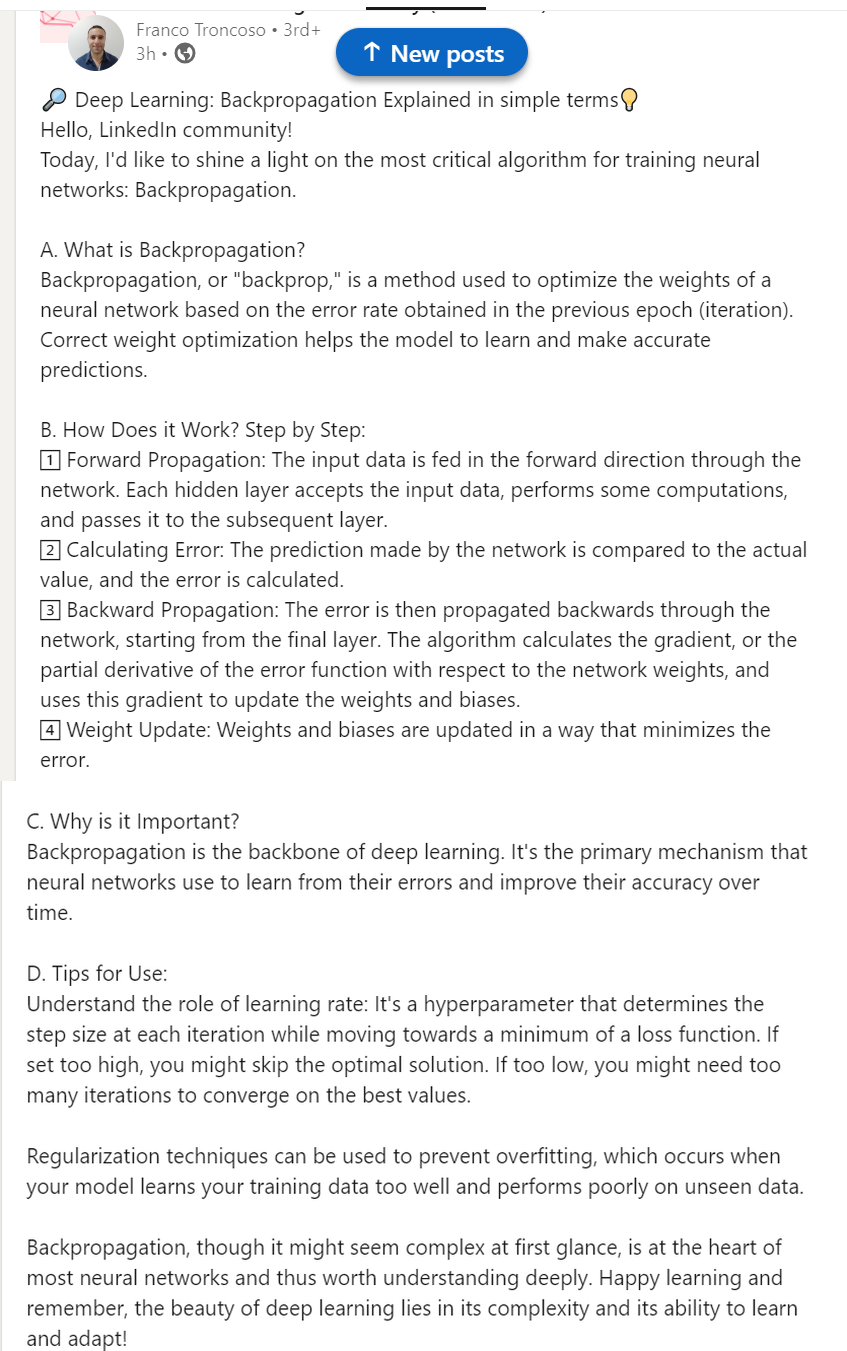 Franco Troncoso • 3rd+
3h •
↑ New posts
🔎 Deep Learning: Backpropagation Explained in simple terms💡
Hello, LinkedIn community!
Today, I'd like to shine a light on the most critical algorithm for training neural
networks: Backpropagation.
A. What is Backpropagation?
Backpropagation, or "backprop," is a method used to optimize the weights of a
neural network based on the error rate obtained in the previous epoch (iteration).
Correct weight optimization helps the model to learn and make accurate
predictions.
B. How Does it Work? Step by Step:
1️⃣ Forward Propagation: The input data is fed in the forward direction through the
network. Each hidden layer accepts the input data, performs some computations,
and passes it to the subsequent layer.
2️⃣ Calculating Error: The prediction made by the network is compared to the actual
value, and the error is calculated.
3️⃣ Backward Propagation: The error is then propagated backwards through the
network, starting from the final layer. The algorithm calculates the gradient, or the
partial derivative of the error function with respect to the network weights, and
uses this gradient to update the weights and biases.
4️⃣ Weight Update: Weights and biases are updated in a way that minimizes the
error.
C. Why is it Important?
Backpropagation is the backbone of deep learning. It's the primary mechanism that
neural networks use to learn from their errors and improve their accuracy over
time.
D. Tips for Use:
Understand the role of learning rate: It's a hyperparameter that determines the
step size at each iteration while moving towards a minimum of a loss function. If
set too high, you might skip the optimal solution. If too low, you might need too
many iterations to converge on the best values.
Regularization techniques can be used to prevent overfitting, which occurs when
your model learns your training data too well and performs poorly on unseen data.
Backpropagation, though it might seem complex at first glance, is at the heart of
most neural networks and thus worth understanding deeply. Happy learning and
remember, the beauty of deep learning lies in its complexity and its ability to learn
and adapt!